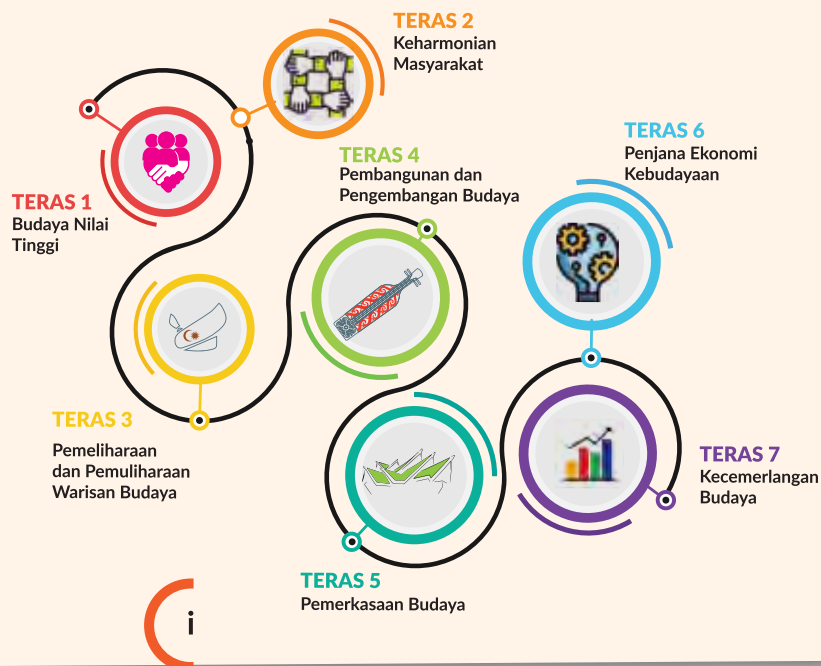 TERAS 1
Budaya Nilai
Tinggi
TERAS 2
Keharmonian
Masyarakat
TERAS 3
Pemeliharaan
dan Pemuliharaan
Warisan Budaya
TERAS 4
Pembangunan dan
Pengembangan Budaya
TERAS 5
Pemerkasaan Budaya
TERAS 6
Penjana Ekonomi
Kebudayaan
TERAS 7
Kecemerlangan
Budaya
i